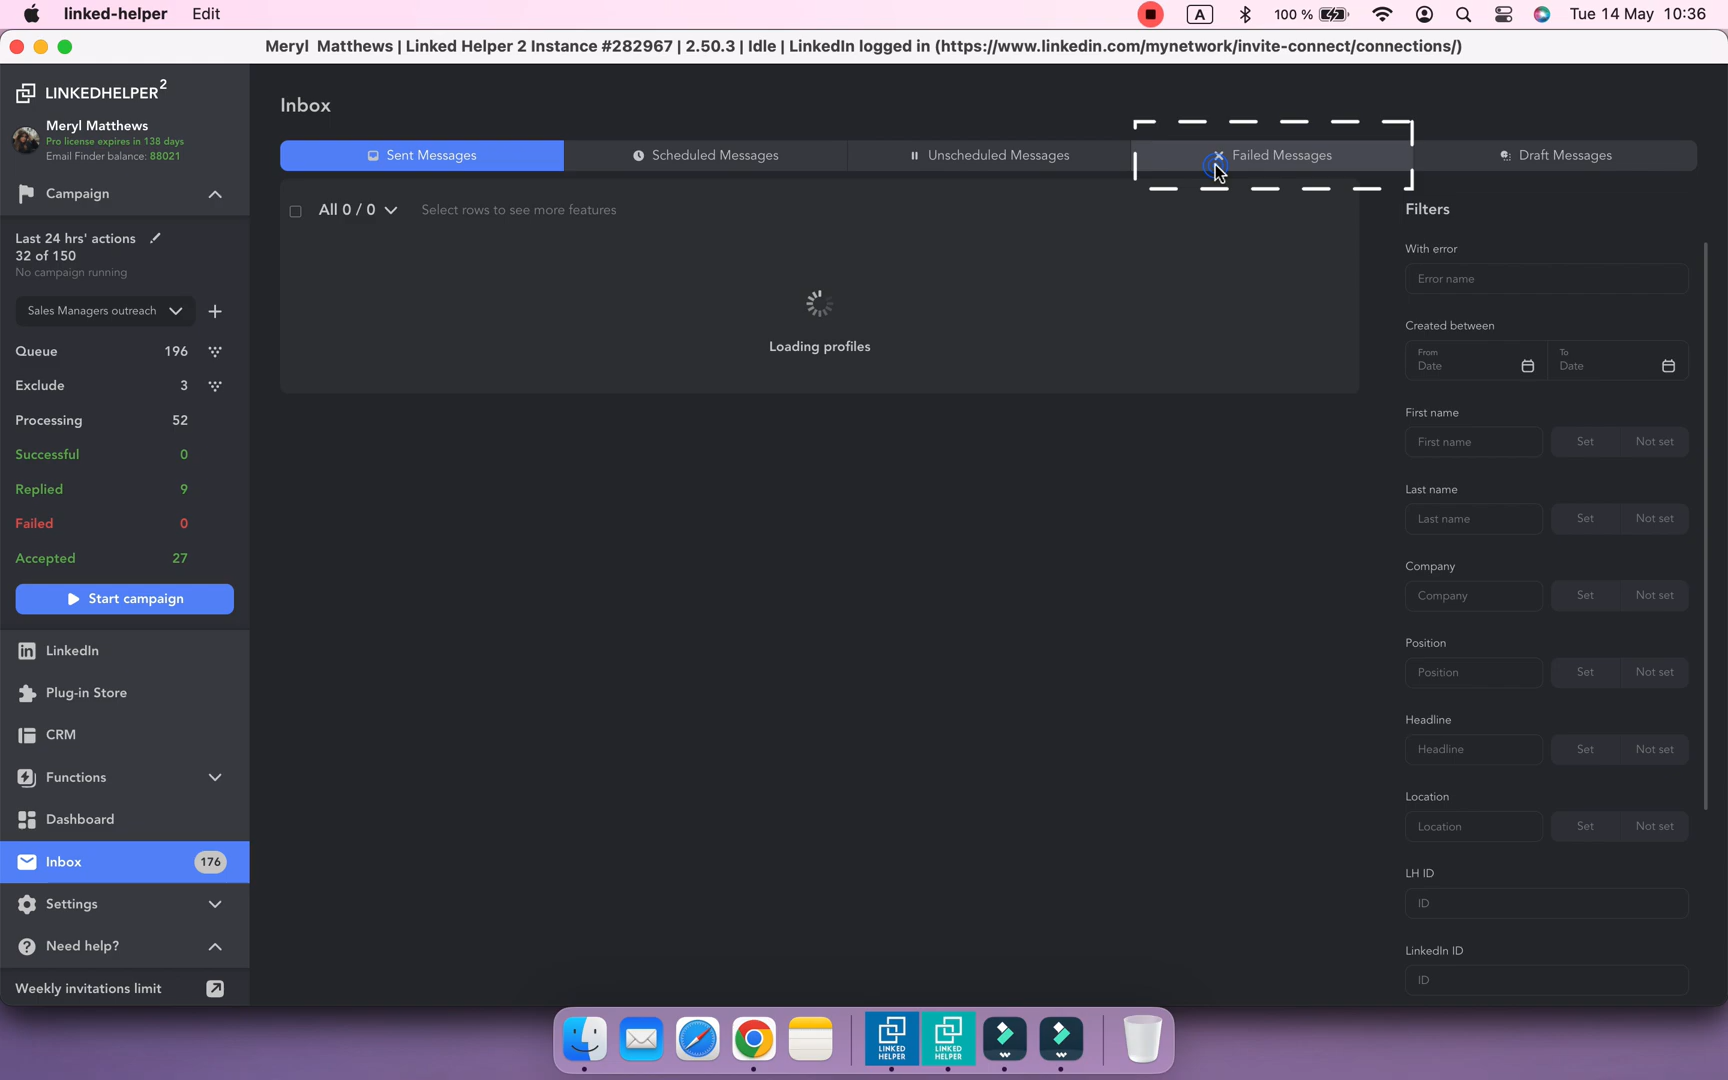 linked-helper Edit
A 100 % Tue 14 May 10:36
Meryl Matthews | Linked Helper 2 Instance #282967 | 2.50.3 | Idle | LinkedIn logged in (https://www.linkedin.com/mynetwork/invite-connect/connections/)
LINKEDHELPER2
Meryl Matthews
Pro license expires in 138 days
Email Finder balance: 88021
Campaign
Last 24 hrs' actions
32 of 150
No campaign running
Sales Managers outreach
Queue 196
Exclude 3
Processing 52
Successful 0
Replied 9
Failed 0
Accepted 27
Start campaign
LinkedIn
Plug-in Store
CRM
Functions
Dashboard
Inbox 176
Settings
Need help?
Weekly invitations limit
Inbox
Sent Messages Scheduled Messages Unscheduled Messages Failed Messages Draft Messages
All 0 / 0 Select rows to see more features
Loading profiles
Filters
With error
Error name
Created between
From To
Date Date
First name
First name Set Not set
Last name
Last name Set Not set
Company
Company Set Not set
Position
Position Set Not set
Headline
Headline Set Not set
Location
Location Set Not set
LH ID
ID
LinkedIn ID
ID
LINKED HELPER LINKED HELPER